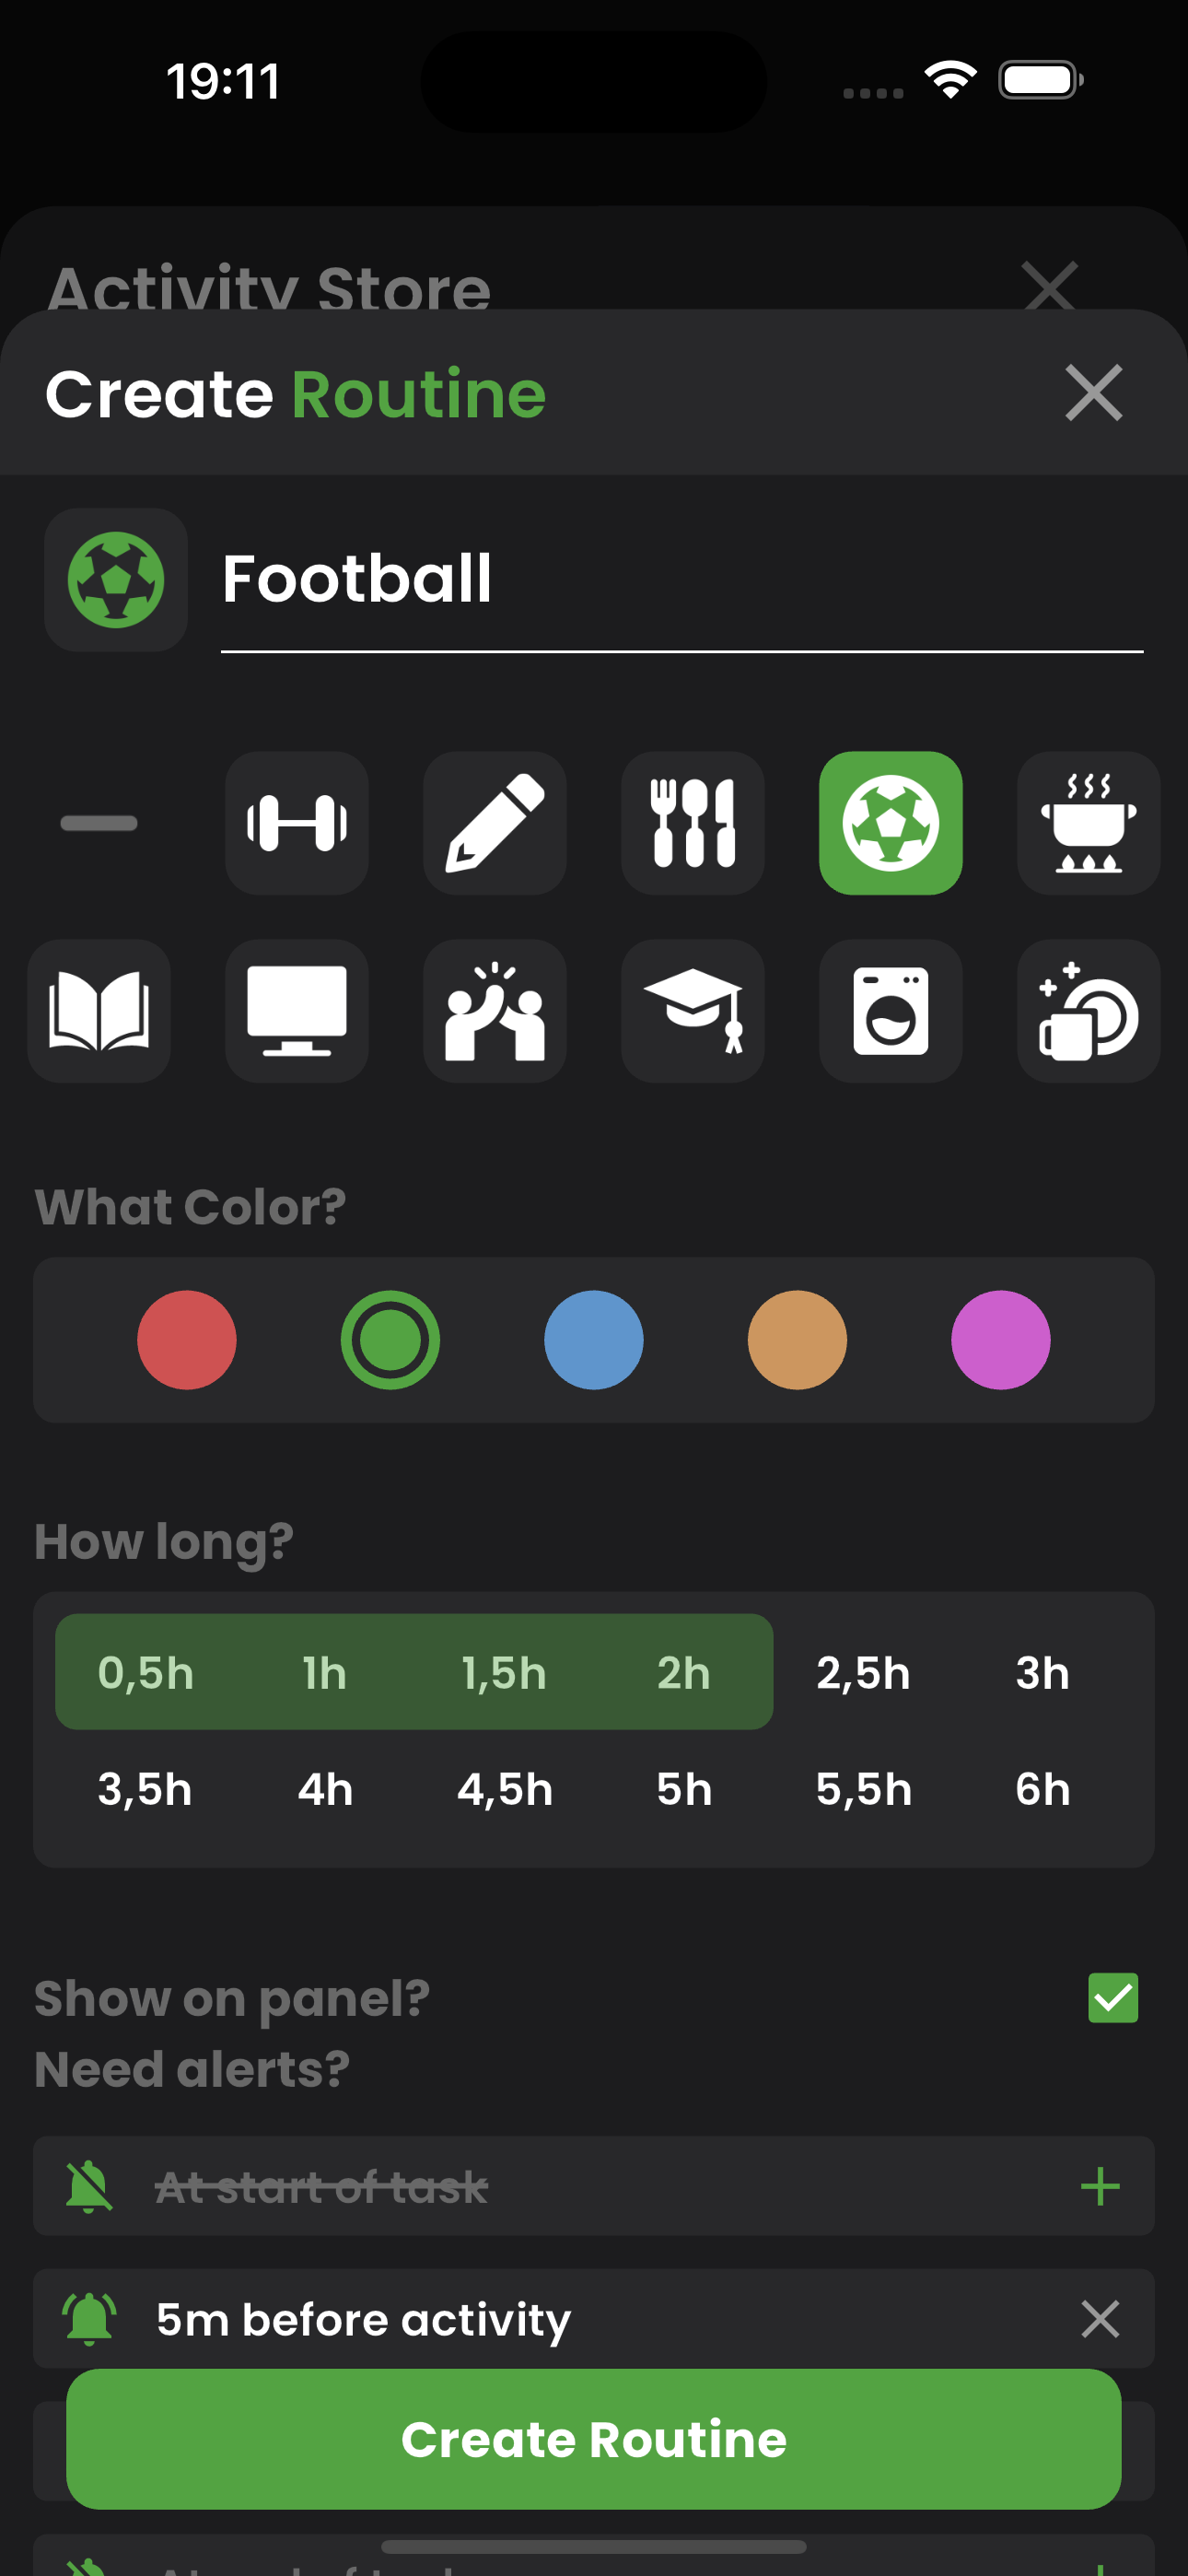 19:11
Activity Store
Create Routine
Football
What Color?
How long?
0,5h 1h 1,5h 2h 2,5h 3h
3,5h 4h 4,5h 5h 5,5h 6h
Show on panel?
Need alerts?
At start of task
5m before activity
Create Routine